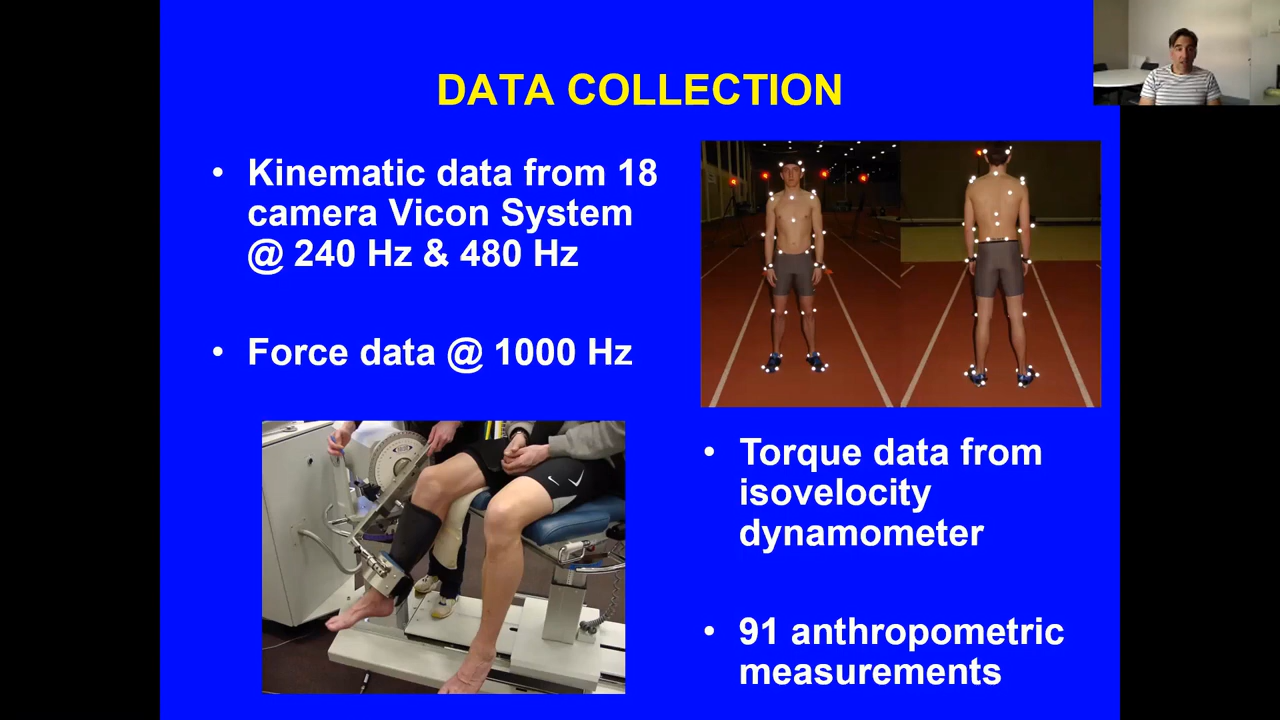 DATA COLLECTION
• Kinematic data from 18
camera Vicon System
@ 240 Hz & 480 Hz
• Force data @ 1000 Hz
• Torque data from
isovelocity
dynamometer
• 91 anthropometric
measurements